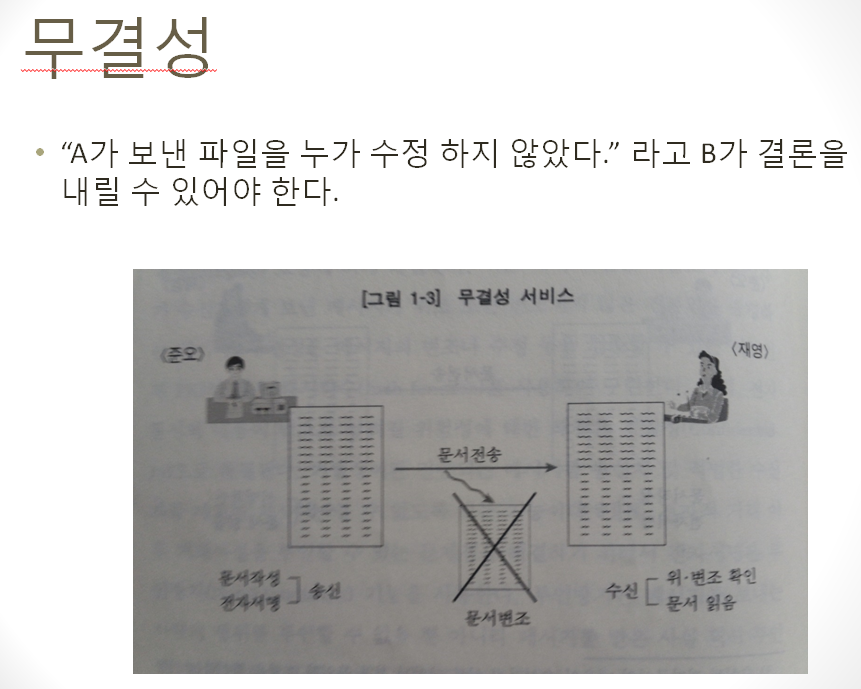 무결성
• “A가 보낸 파일을 누가 수정 하지 않았다.” 라고 B가 결론을
내릴 수 있어야 한다.
[그림 1-3] 무결성 서비스
〈준오〉
〈재영〉
문서전송
문서작성
전자서명
송신
문서변조
수신
위·변조 확인
문서 읽음